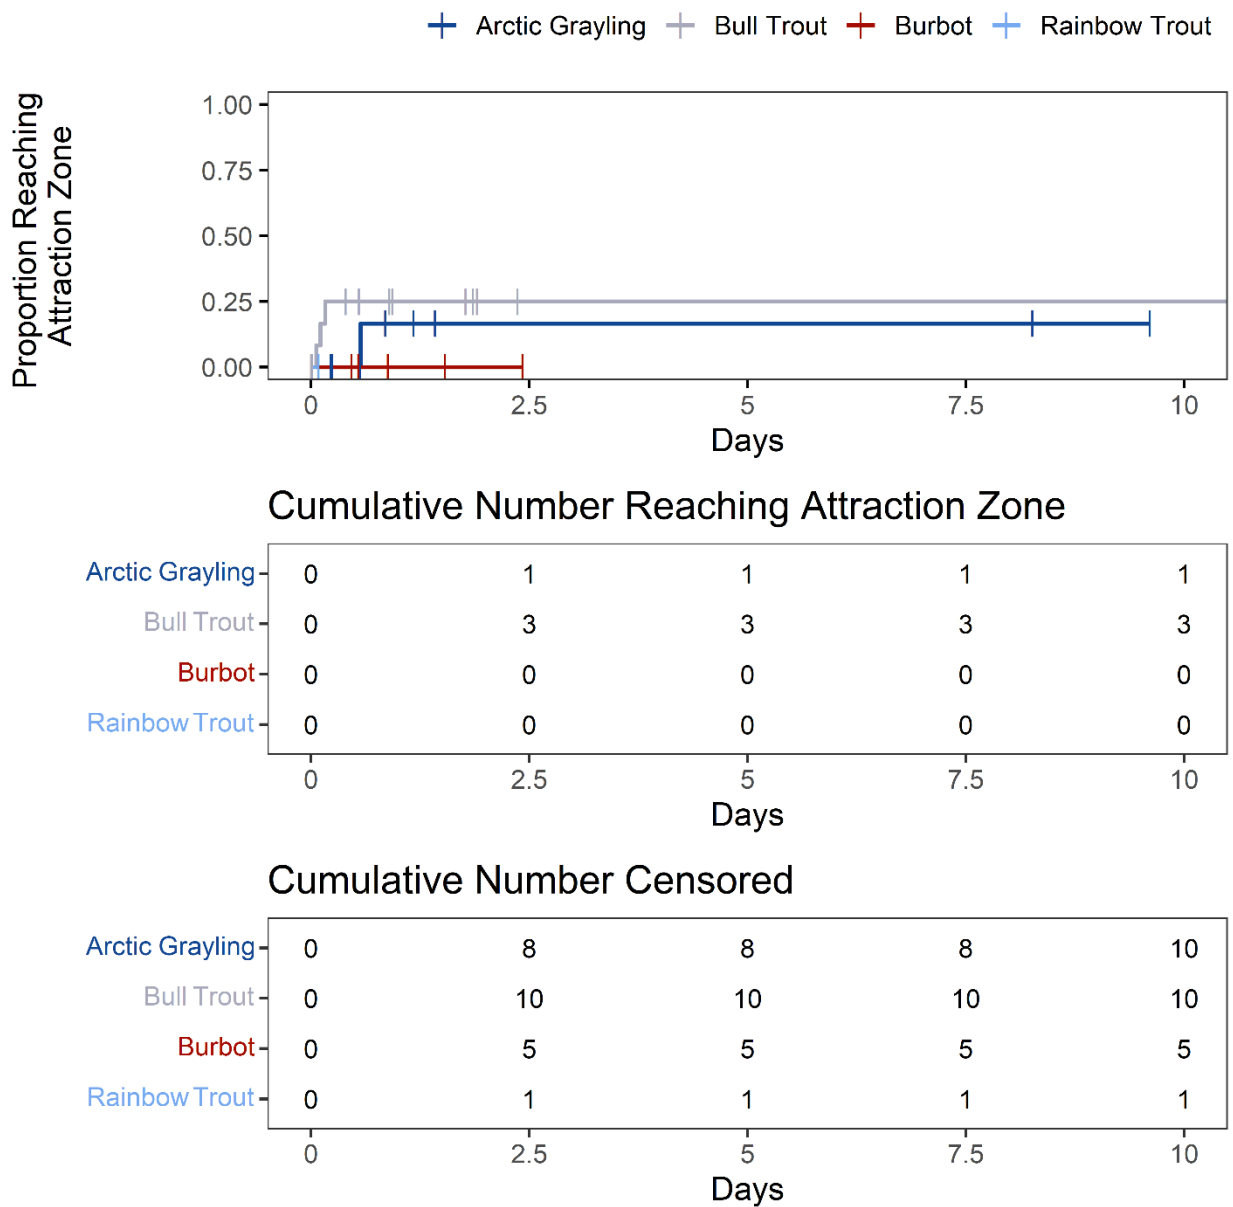 Arctic Grayling Bull Trout Burbot Rainbow Trout
Proportion Reaching
Attraction Zone
1.00
0.75
0.50
0.25
0.00
0 2.5 5 7.5 10
Days
Cumulative Number Reaching Attraction Zone
Arctic Grayling 0 1 1 1 1
Bull Trout 0 3 3 3 3
Burbot 0 0 0 0 0
Rainbow Trout 0 0 0 0 0
0 2.5 5 7.5 10
Days
Cumulative Number Censored
Arctic Grayling 0 8 8 8 10
Bull Trout 0 10 10 10 10
Burbot 0 5 5 5 5
Rainbow Trout 0 1 1 1 1
0 2.5 5 7.5 10
Days